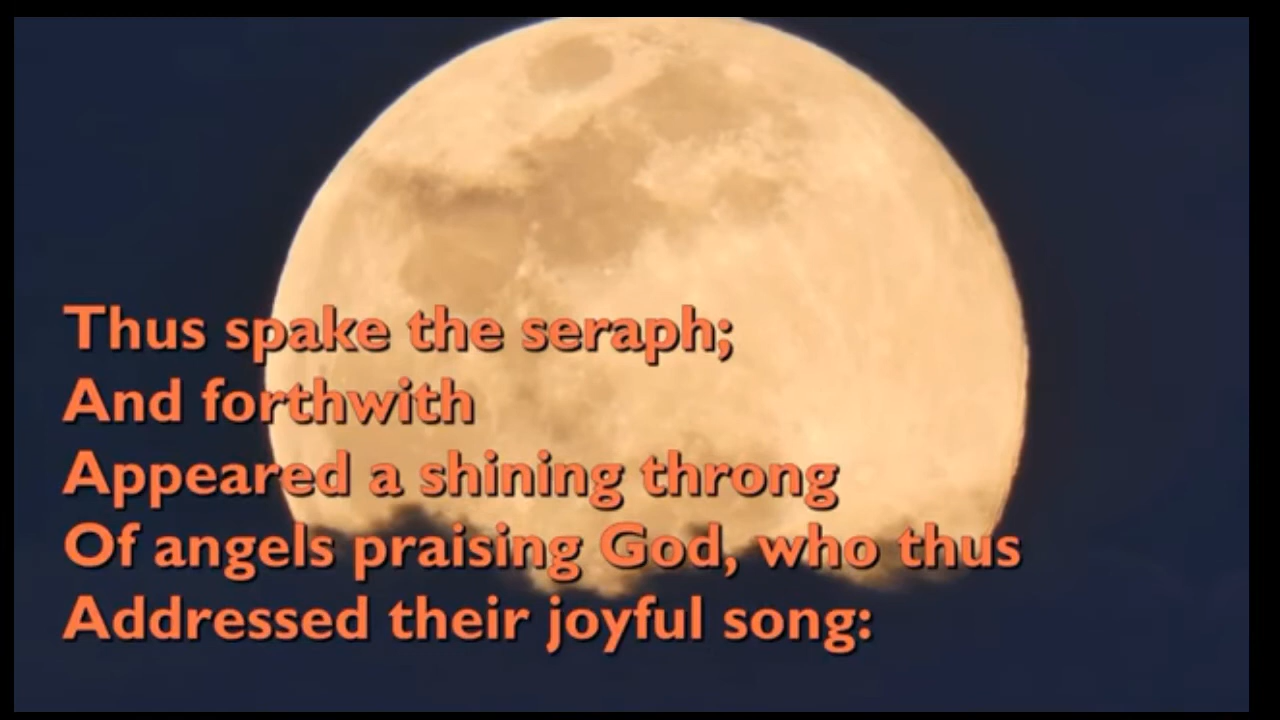 Thus spake the seraph;
And forthwith
Appeared a shining throng
Of angels praising God, who thus
Addressed their joyful song: